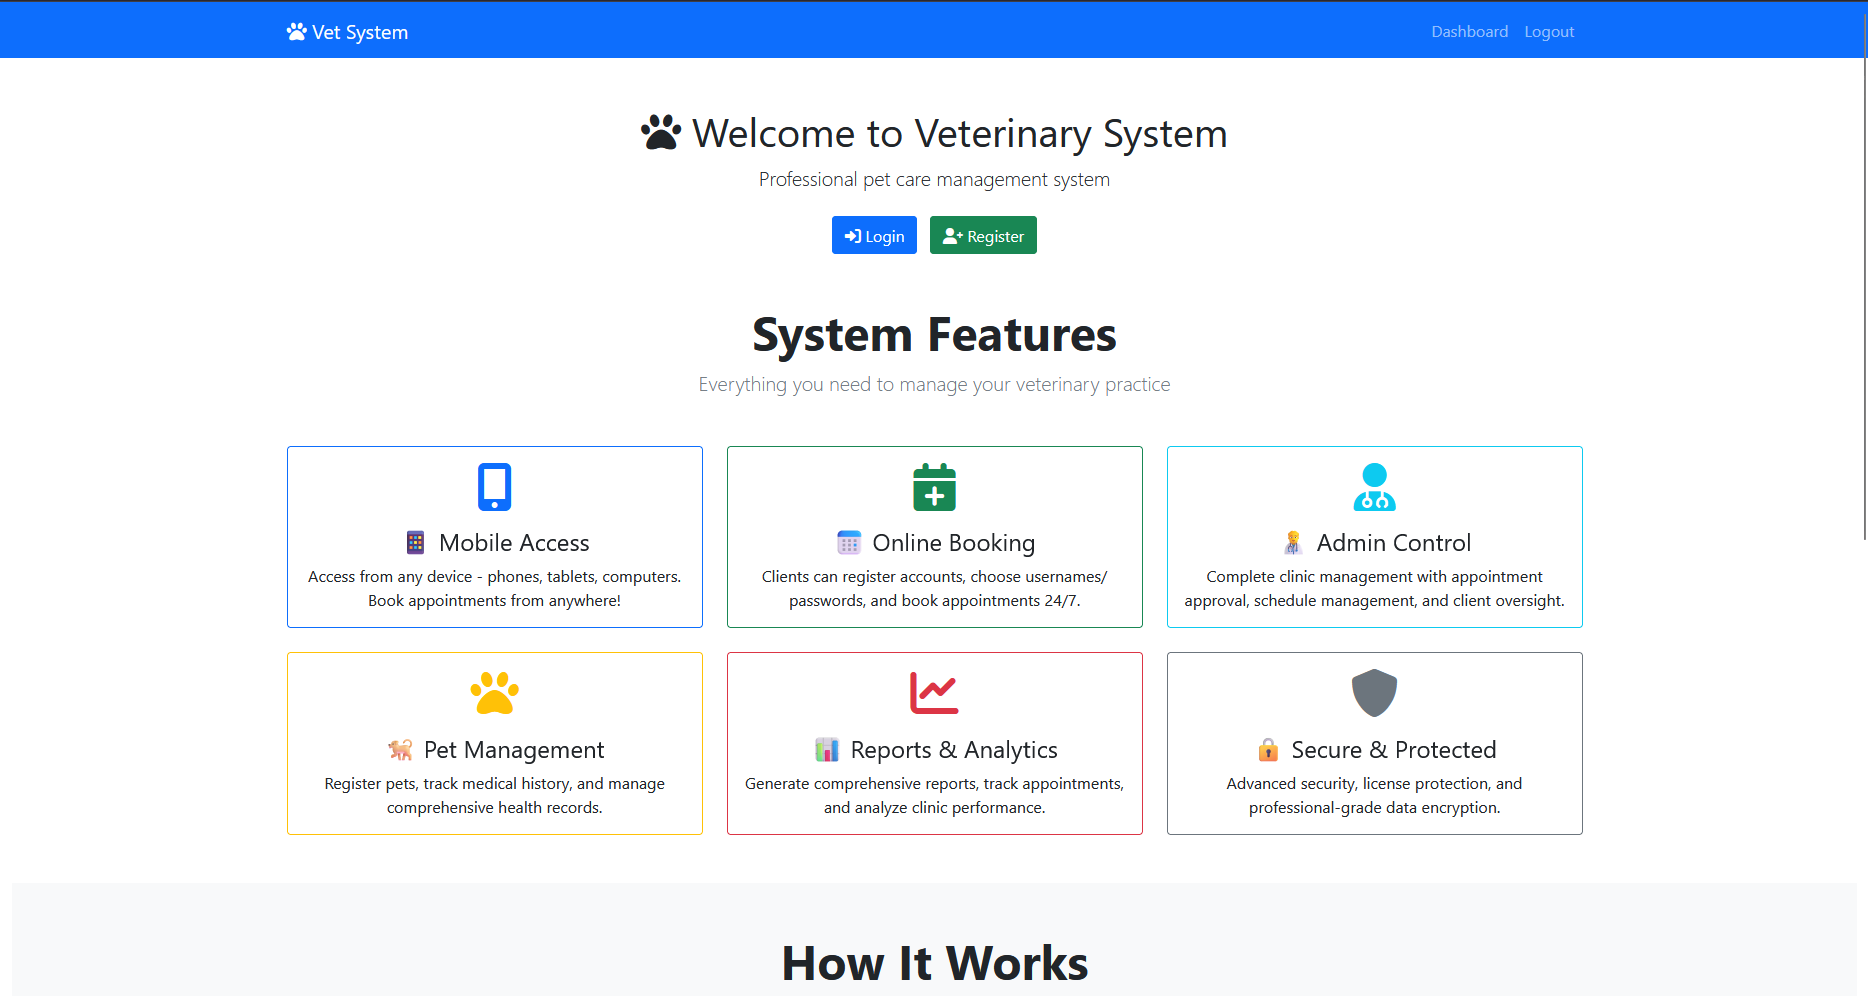 Vet System
Dashboard Logout
Welcome to Veterinary System
Professional pet care management system
Login Register
System Features
Everything you need to manage your veterinary practice
Mobile Access
Access from any device - phones, tablets, computers.
Book appointments from anywhere!
Online Booking
Clients can register accounts, choose usernames/
passwords, and book appointments 24/7.
Admin Control
Complete clinic management with appointment
approval, schedule management, and client oversight.
Pet Management
Register pets, track medical history, and manage
comprehensive health records.
Reports & Analytics
Generate comprehensive reports, track appointments,
and analyze clinic performance.
Secure & Protected
Advanced security, license protection, and
professional-grade data encryption.
How It Works